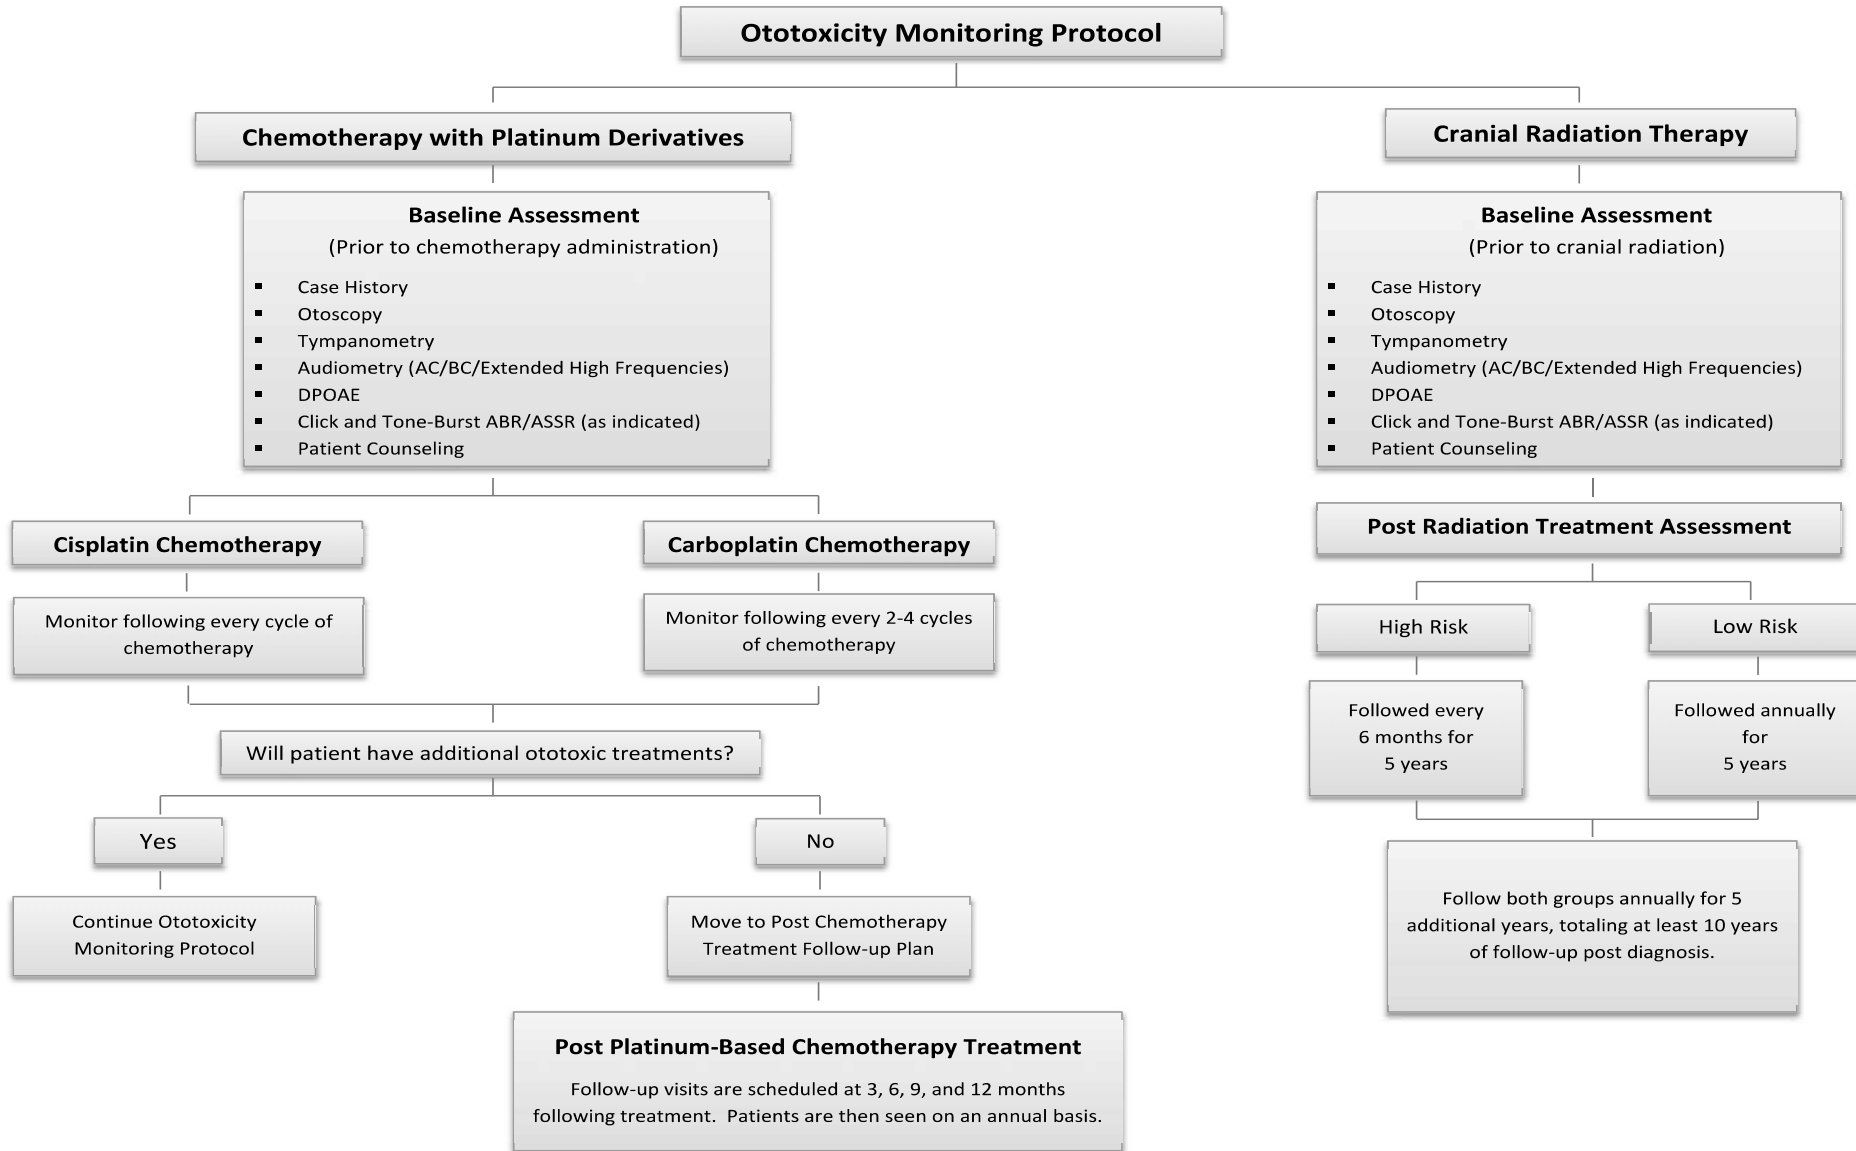 Ototoxicity Monitoring Protocol
Chemotherapy with Platinum Derivatives
Baseline Assessment
(Prior to chemotherapy administration)
▪ Case History
▪ Otoscopy
▪ Tympanometry
▪ Audiometry (AC/BC/Extended High Frequencies)
▪ DPOAE
▪ Click and Tone-Burst ABR/ASSR (as indicated)
▪ Patient Counseling
Cisplatin Chemotherapy
Monitor following every cycle of
chemotherapy
Carboplatin Chemotherapy
Monitor following every 2-4 cycles
of chemotherapy
Will patient have additional ototoxic treatments?
Yes
Continue Ototoxicity
Monitoring Protocol
No
Move to Post Chemotherapy
Treatment Follow-up Plan
Post Platinum-Based Chemotherapy Treatment
Follow-up visits are scheduled at 3, 6, 9, and 12 months
following treatment.  Patients are then seen on an annual basis.
Cranial Radiation Therapy
Baseline Assessment
(Prior to cranial radiation)
▪ Case History
▪ Otoscopy
▪ Tympanometry
▪ Audiometry (AC/BC/Extended High Frequencies)
▪ DPOAE
▪ Click and Tone-Burst ABR/ASSR (as indicated)
▪ Patient Counseling
Post Radiation Treatment Assessment
High Risk
Followed every
6 months for
5 years
Low Risk
Followed annually
for
5 years
Follow both groups annually for 5
additional years, totaling at least 10 years
of follow-up post diagnosis.